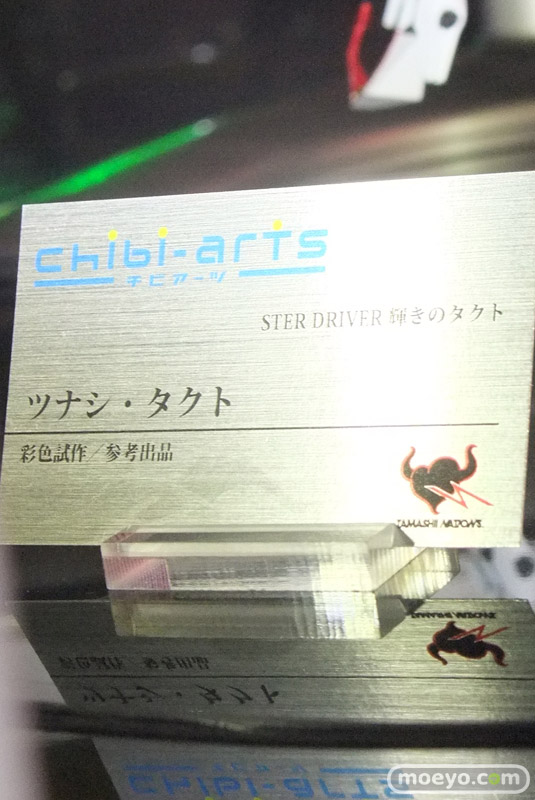 chibi-arts
チビアーツ
STER DRIVER 輝きのタクト
ツナシ・タクト
彩色試作／参考出品
TAMASHII NATIONS
moeyo.com